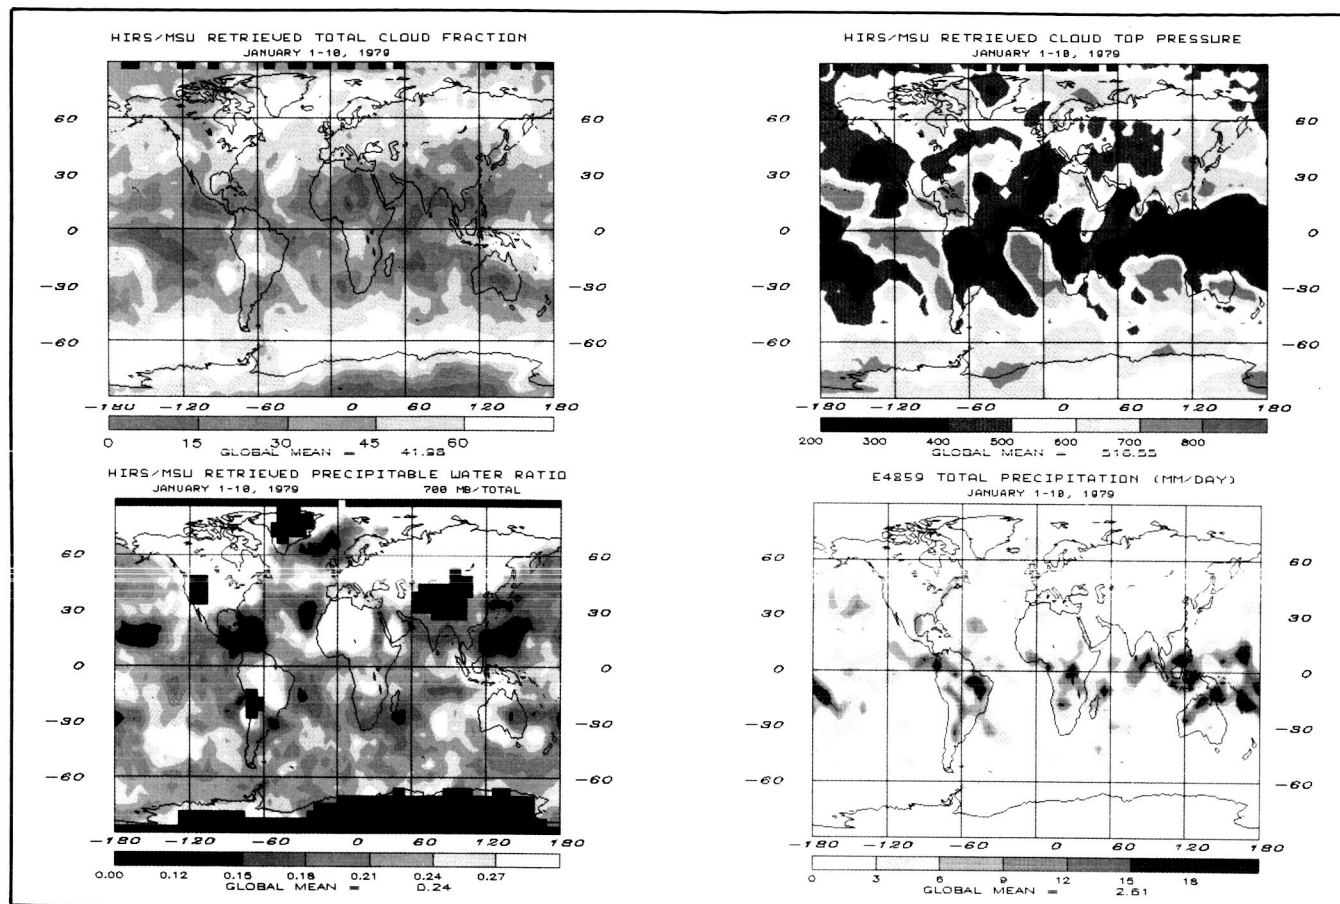 HIRS/MSU RETRIEVED TOTAL CLOUD FRACTION
JANUARY 1-10, 1979
60 60
30 30
0 0
-30 -30
-60 -60
-180 -120 -60 0 60 120 180
0 15 30 45 60
GLOBAL MEAN = 41.98
HIRS/MSU RETRIEVED CLOUD TOP PRESSURE
JANUARY 1-10, 1979
60 60
30 30
0 0
-30 -30
-60 -60
-180 -120 -60 0 60 120 180
200 300 400 500 600 700 800
GLOBAL MEAN = 516.55
HIRS/MSU RETRIEVED PRECIPITABLE WATER RATIO
JANUARY 1-10, 1979 700 MB/TOTAL
60 60
30 30
0 0
-30 -30
-60 -60
-180 -120 -60 0 60 120 180
0.00 0.12 0.15 0.18 0.21 0.24 0.27
GLOBAL MEAN = 0.24
E4859 TOTAL PRECIPITATION (MM/DAY)
JANUARY 1-10, 1979
60 60
30 30
0 0
-30 -30
-60 -60
-180 -120 -60 0 60 120 180
0 3 6 9 12 15 18
GLOBAL MEAN = 2.61